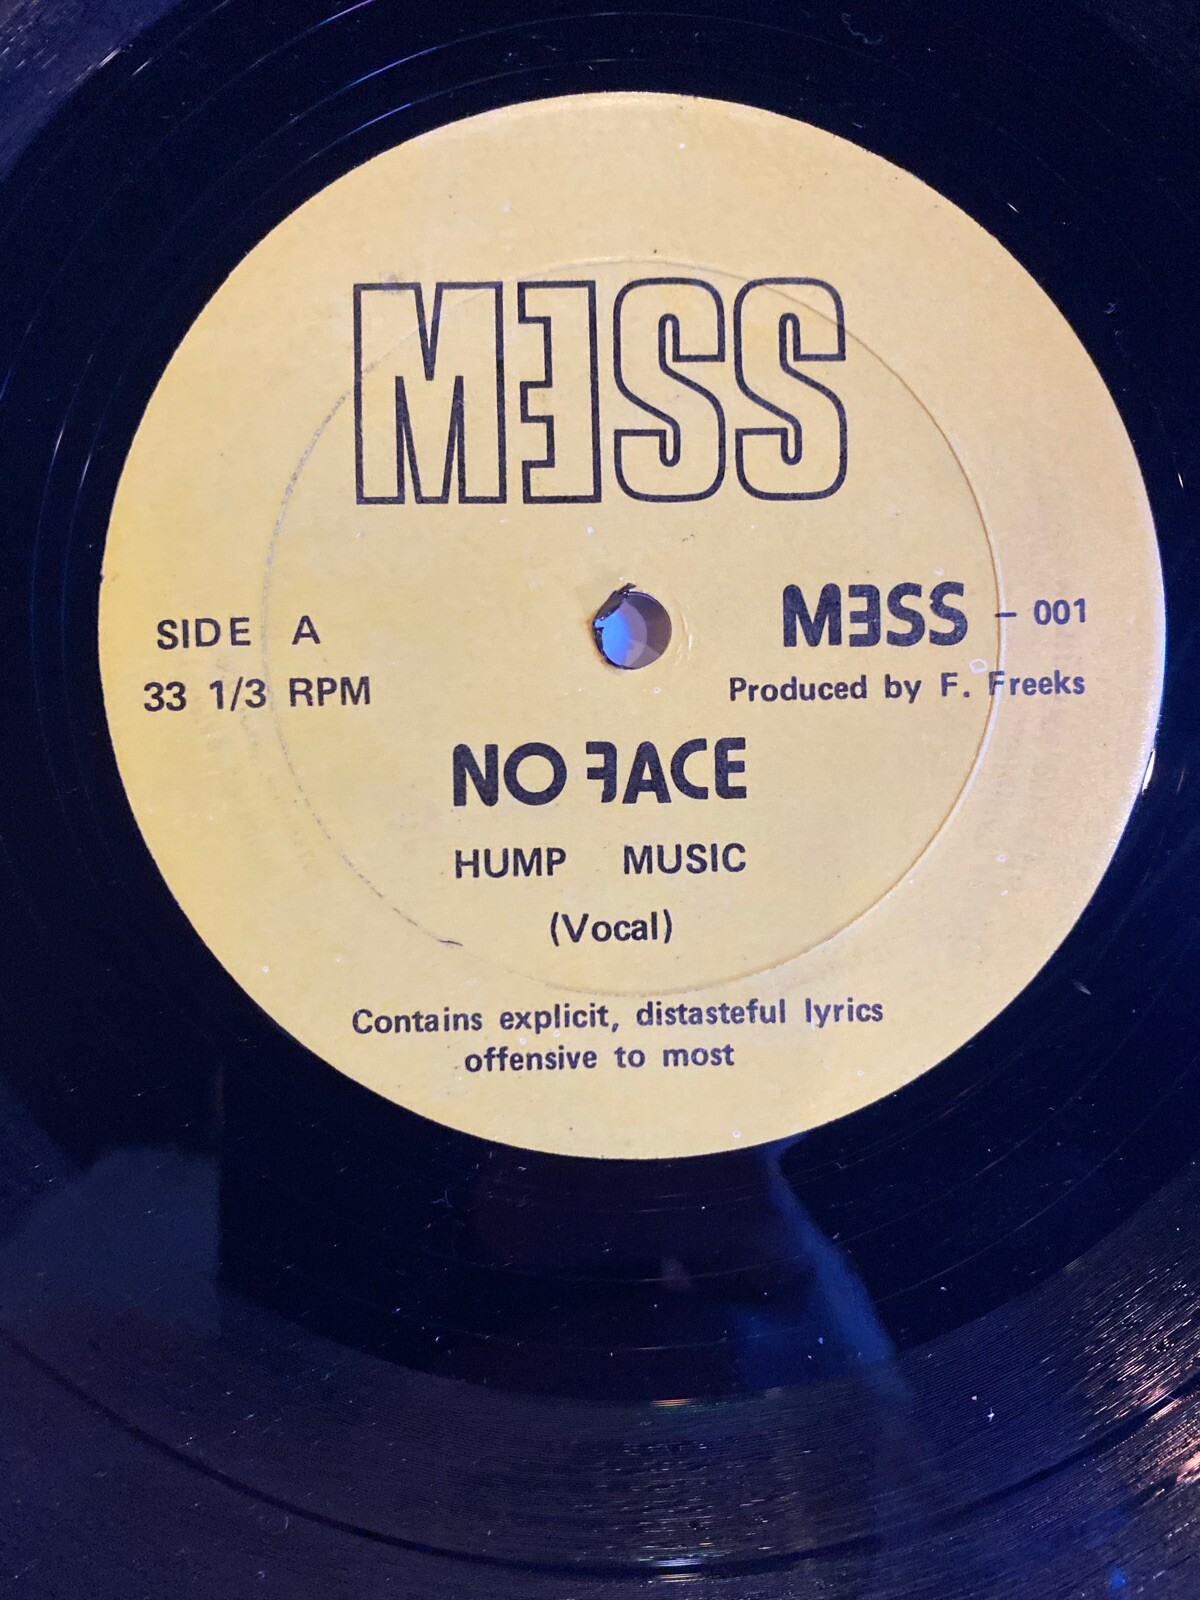 MESS
SIDE A
33 1/3 RPM
MESS - 001
Produced by F. Freeks
NO FACE
HUMP MUSIC
(Vocal)
Contains explicit, distasteful lyrics
offensive to most